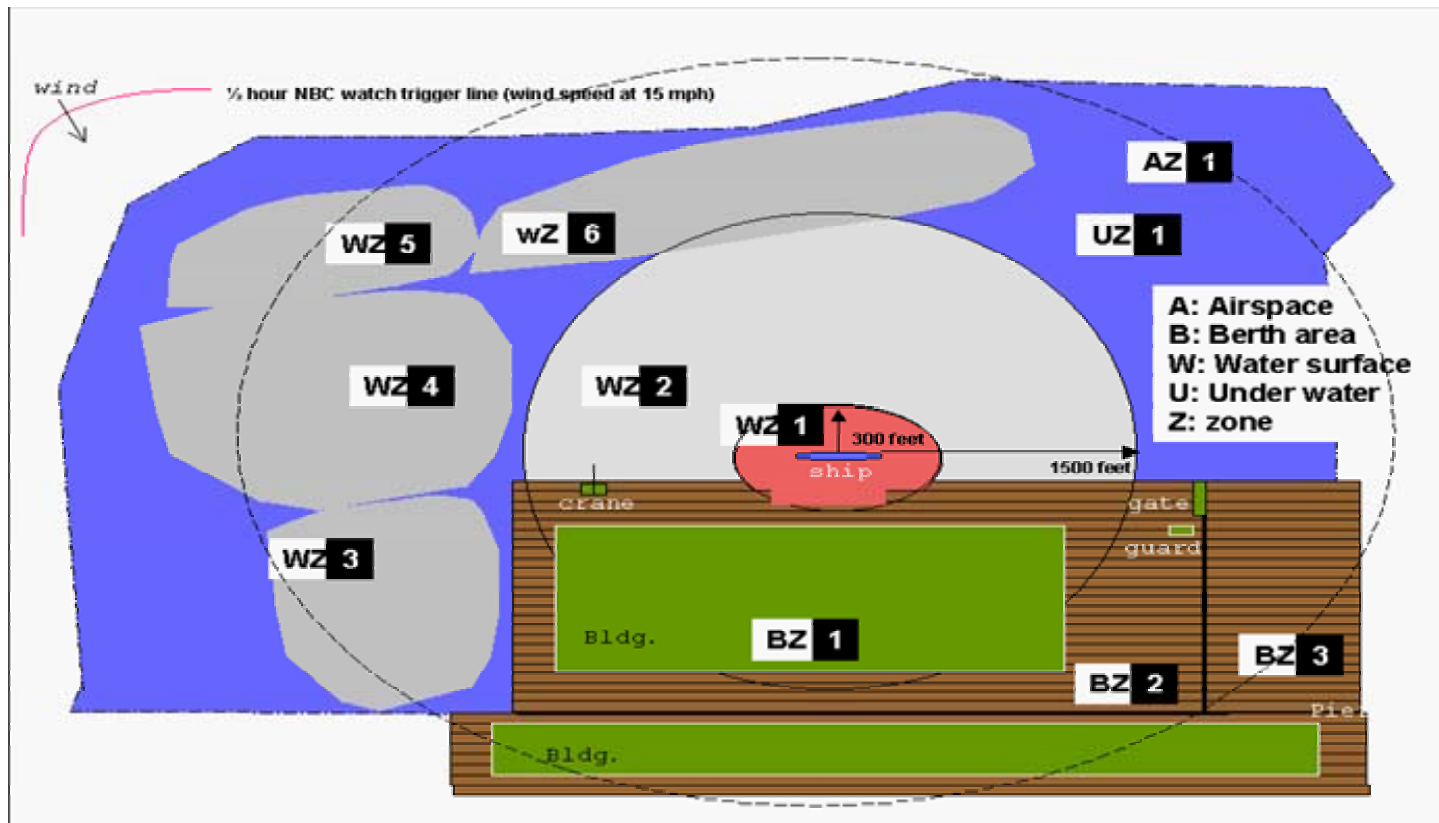 wind
½ hour NBC watch trigger line (wind speed at 15 mph)
AZ 1
WZ 5
wZ 6
UZ 1
A: Airspace
B: Berth area
W: Water surface
U: Under water
Z: zone
WZ 4
WZ 2
WZ 1
300 feet
1500 feet
ship
crane
gate
guard
WZ 3
Bldg.
BZ 1
BZ 2
BZ 3
Pie
Bldg.